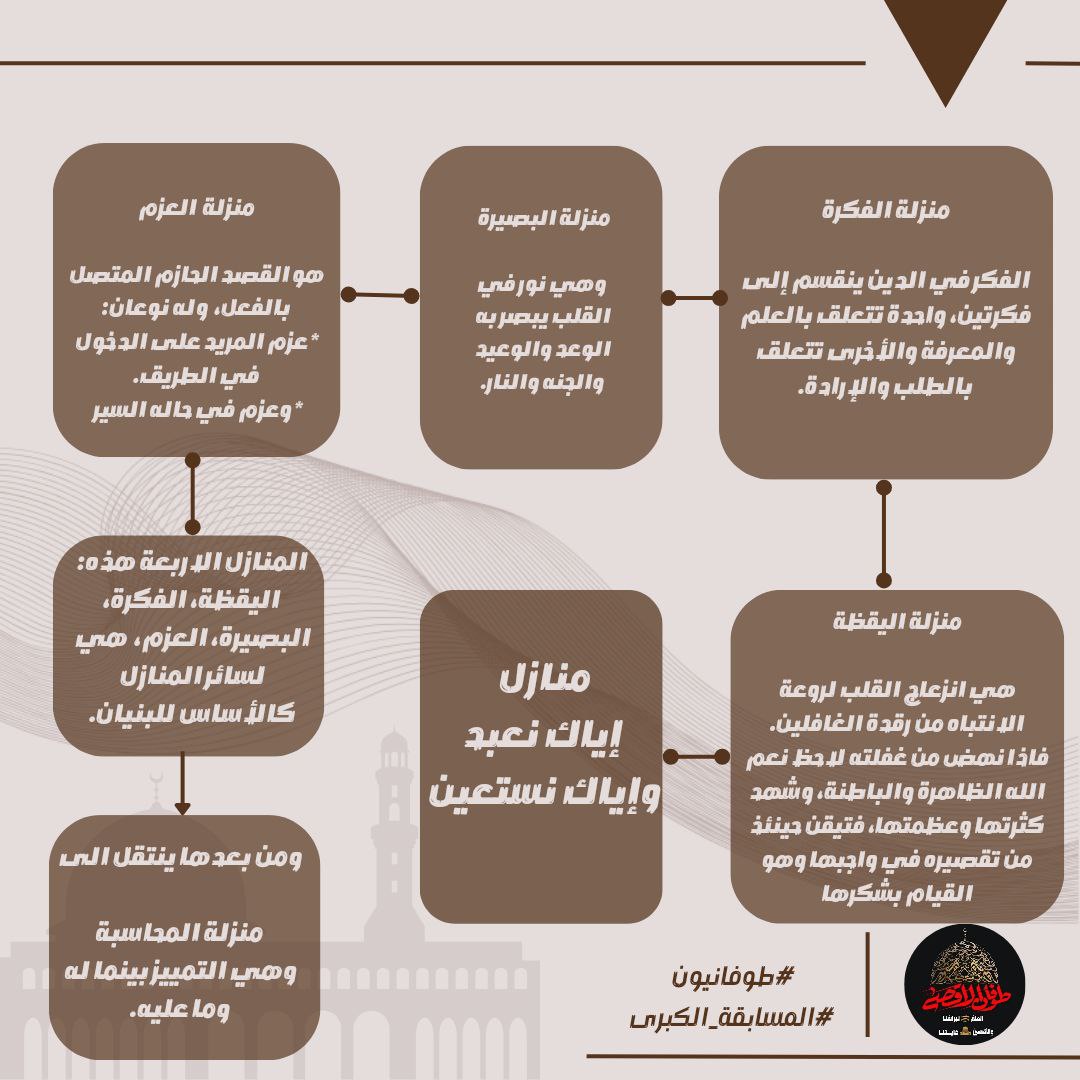 منازل
إياك نعبد
وإياك نستعين
منزلة اليقظة
هي انزعاج القلب لروعة
الانتباه من رقدة الغافلين.
فاذا نهض من غفلته لاحظ نعم
الله الظاهرة والباطنة، وشهد
كثرتها وعظمتها، فتيقن حينئذ
من تقصيره في واجبها وهو
القيام بشكرها
منزلة الفكرة
الفكر في الدين ينقسم إلى
فكرتين، واحدة تتعلق بالعلم
والمعرفة والأخرى تتعلق
بالطلب والإرادة.
منزلة البصيرة
وهي نور في
القلب يبصر به
الوعد والوعيد
والجنه والنار.
منزلة العزم
هو القصد الجازم المتصل
بالفعل، وله نوعان:
*عزم المريد على الدخول
في الطريق.
*وعزم في حاله السير
المنازل الاربعة هذه:
اليقظة، الفكرة،
البصيرة، العزم، هي
لسائر المنازل
كالأساس للبنيان.
ومن بعدها ينتقل الى
منزلة المحاسبة
وهي التمييز بينما له
وما عليه.
#طوفانيون
#المسابقة_الكبرى
طوفان الأقصى